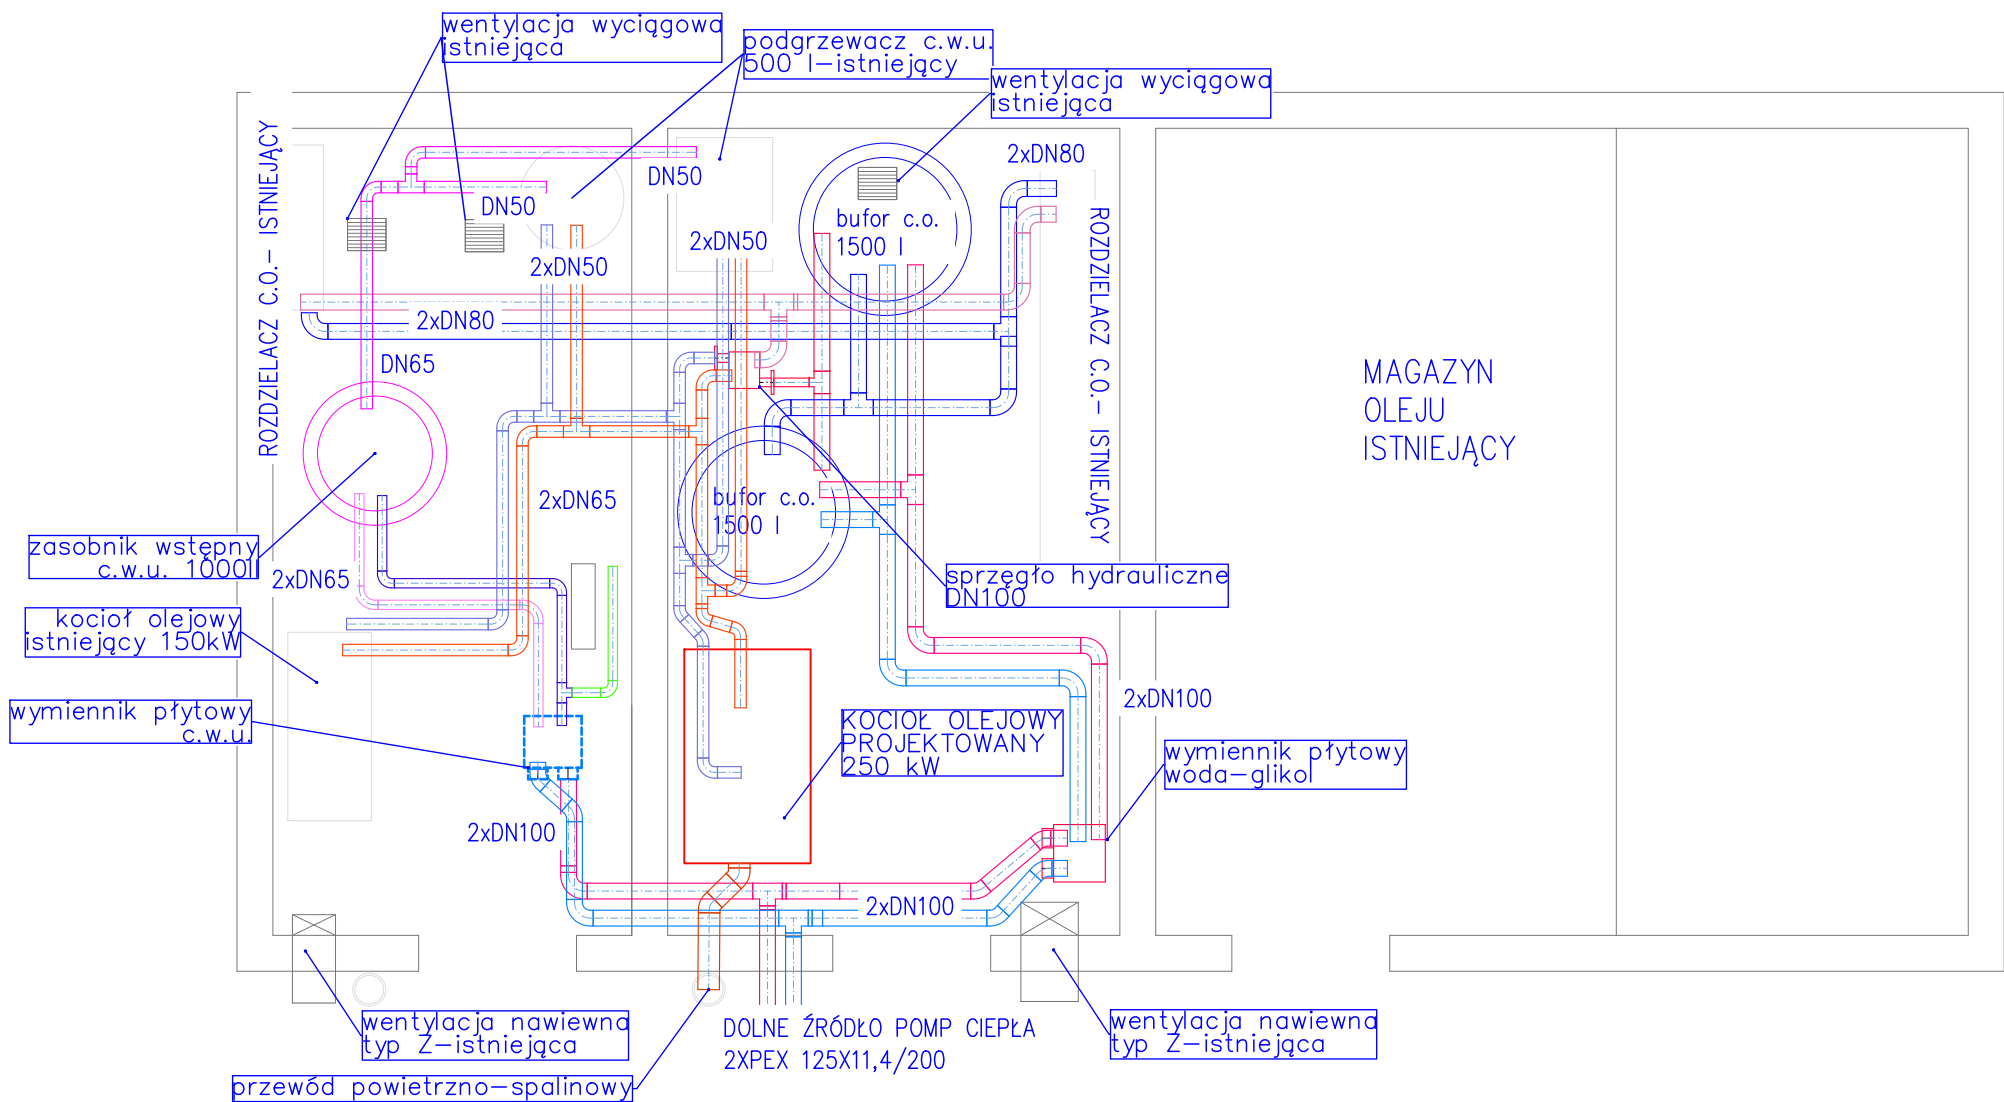 wentylacja wyciągowa
istniejąca
podgrzewacz c.w.u.
500 l-istniejący
wentylacja wyciągowa
istniejąca
ROZDZIELACZ C.O.- ISTNIEJĄCY
DN50
DN50
2xDN80
2xDN50
2xDN50
bufor c.o.
1500 l
ROZDZIELACZ C.O.- ISTNIEJĄCY
2xDN80
DN65
MAGAZYN
OLEJU
ISTNIEJĄCY
2xDN65
bufor c.o.
1500 l
zasobnik wstępny
c.w.u. 1000l
2xDN65
sprzęgło hydrauliczne
DN100
kocioł olejowy
istniejący 150kW
wymiennik płytowy
c.w.u.
2xDN100
KOCIOŁ OLEJOWY
PROJEKTOWANY
250 kW
wymiennik płytowy
woda-glikol
2xDN100
2xDN100
wentylacja nawiewna
typ Z-istniejąca
DOLNE ŹRÓDŁO POMP CIEPŁA
2XPEX 125X11,4/200
wentylacja nawiewna
typ Z-istniejąca
przewód powietrzno-spalinowy